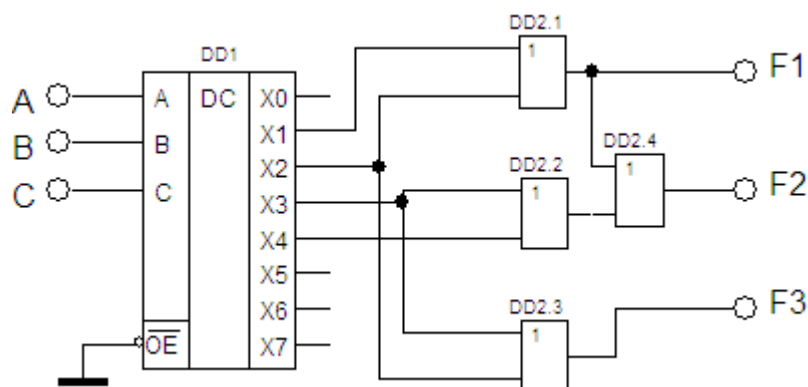 DD1
DD2.1
A
B
C
A
B
C
OE
DC
X0
X1
X2
X3
X4
X5
X6
X7
1
F1
DD2.4
1
F2
DD2.2
1
DD2.3
1
F3